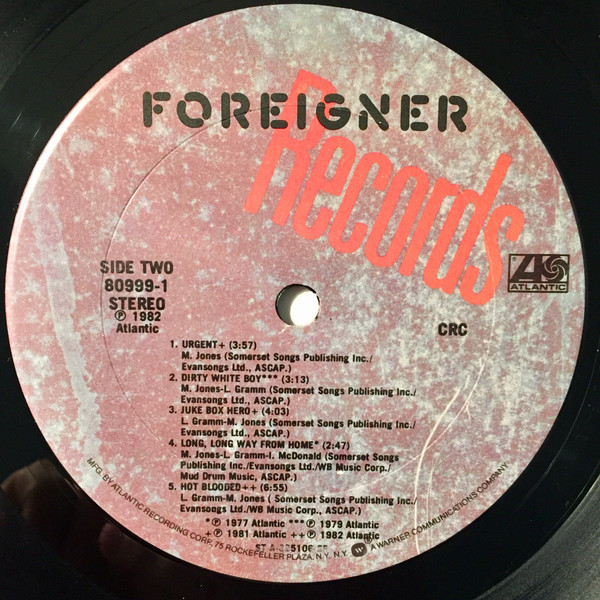 FOREIGNER
Records
SIDE TWO
80999-1
STEREO
℗ 1982
Atlantic
ATLANTIC
CRC
1. URGENT+ (3:57)
M. Jones (Somerset Songs Publishing Inc./
Evansongs Ltd., ASCAP.)
2. DIRTY WHITE BOY*** (3:13)
M. Jones-L. Gramm (Somerset Songs Publishing Inc./
Evansongs Ltd., ASCAP.)
3. JUKE BOX HERO+ (4:03)
L. Gramm-M. Jones (Somerset Songs Publishing Inc./
Evansongs Ltd., ASCAP.)
4. LONG, LONG WAY FROM HOME* (2:47)
M. Jones-L. Gramm-I. McDonald (Somerset Songs
Publishing Inc./Evansongs Ltd./WB Music Corp./
Mud Drum Music, ASCAP.)
5. HOT BLOODED++ (6:55)
L. Gramm-M. Jones ( Somerset Songs Publishing Inc./
Evansongs Ltd./WB Music Corp., ASCAP.)
*℗ 1977 Atlantic ***℗ 1979 Atlantic
+℗ 1981 Atlantic ++℗ 1982 Atlantic
MFG. BY ATLANTIC RECORDING CORP., 75 ROCKEFELLER PLAZA, N.Y., N.Y. A WARNER COMMUNICATIONS COMPANY